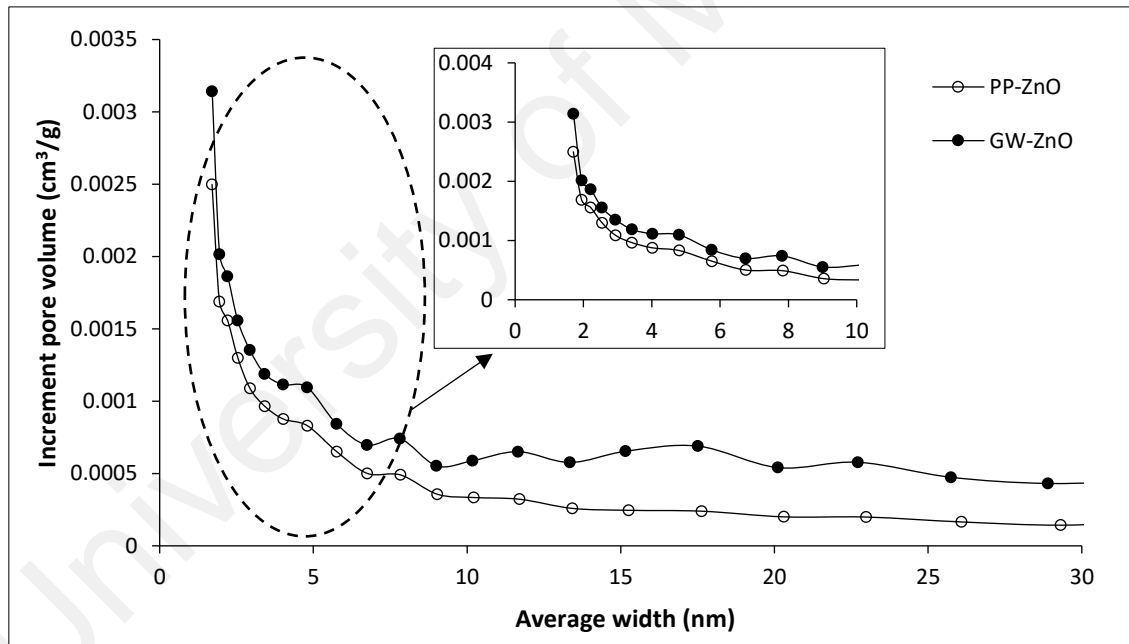 University of M
Increment pore volume (cm³/g)
0.0035
0.003
0.0025
0.002
0.0015
0.001
0.0005
0
0 5 10 15 20 25 30
Average width (nm)
0.004
0.003
0.002
0.001
0
0 2 4 6 8 10
PP-ZnO
GW-ZnO